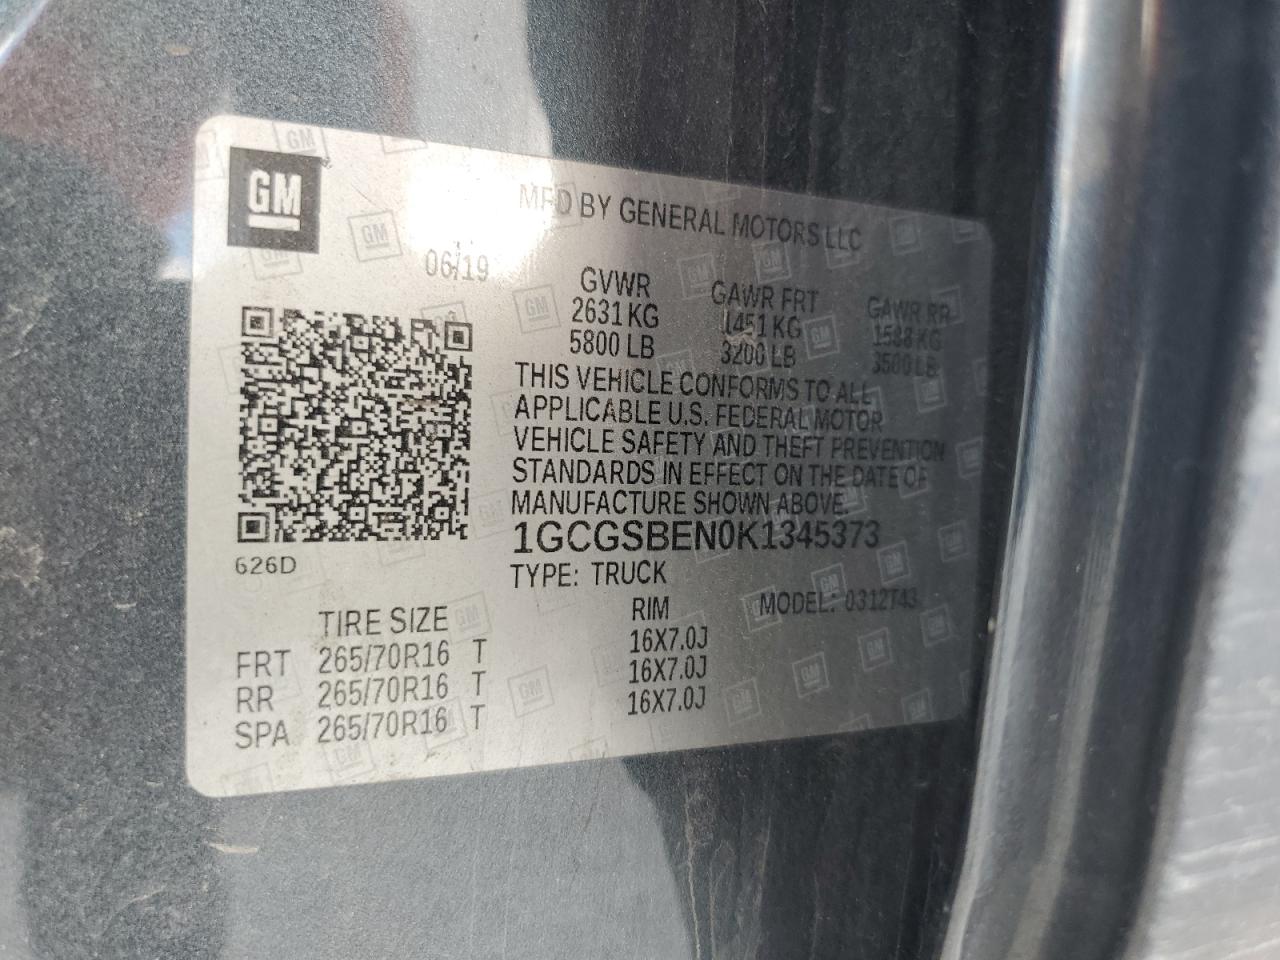 GM
MFD BY GENERAL MOTORS LLC
06/19
GVWR GAWR FRT GAWR RR
2631 KG 1451 KG 1588 KG
5800 LB 3200 LB 3500 LB
THIS VEHICLE CONFORMS TO ALL
APPLICABLE U.S. FEDERAL MOTOR
VEHICLE SAFETY AND THEFT PREVENTION
STANDARDS IN EFFECT ON THE DATE OF
MANUFACTURE SHOWN ABOVE.
1GCGSBEN0K1345373
626D
TYPE: TRUCK
MODEL: 0312T43
TIRE SIZE RIM
FRT 265/70R16 T 16X7.0J
RR 265/70R16 T 16X7.0J
SPA 265/70R16 T 16X7.0J